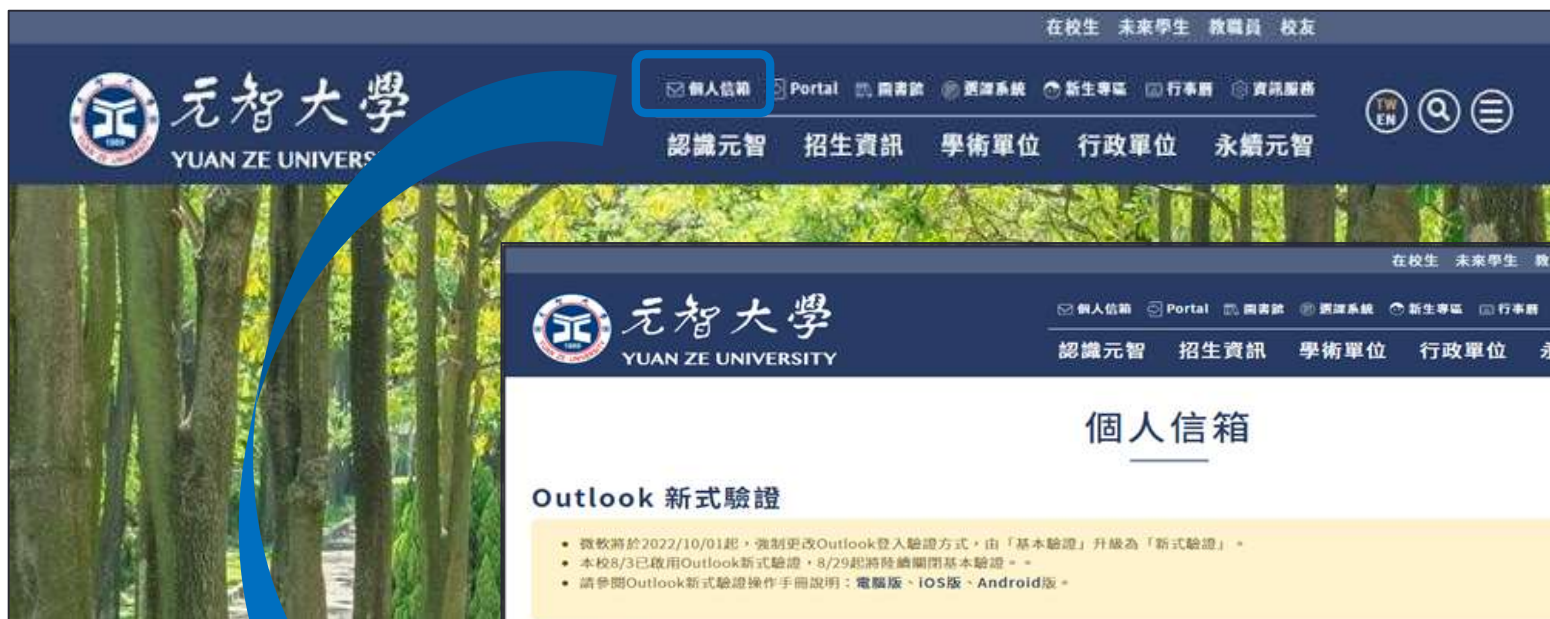 在校生 未來學生 教職員 校友
元智大學
YUAN ZE UNIVERS
個人信箱 Portal 圖書館 選課系統 新生專區 行事曆 資訊服務
認識元智 招生資訊 學術單位 行政單位 永續元智
TW
EN
1989
在校生 未來學生 教
元智大學
YUAN ZE UNIVERSITY
個人信箱 Portal 圖書館 選課系統 新生專區 行事曆
認識元智 招生資訊 學術單位 行政單位
個人信箱
Outlook 新式驗證
• 微軟將於2022/10/01起，強制更改Outlook登入驗證方式，由「基本驗證」升級為「新式驗證」。
• 本校8/3已啟用Outlook新式驗證，8/29起將陸續關閉基本驗證。。
• 請參閱Outlook新式驗證操作手冊說明：電腦版、iOS版、Android版。